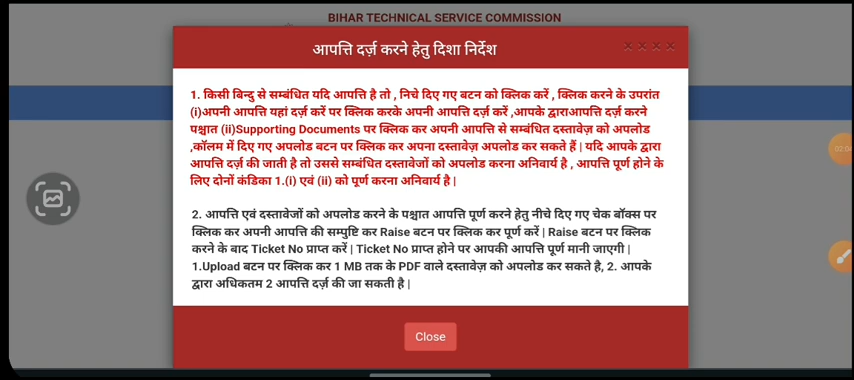 BIHAR TECHNICAL SERVICE COMMISSION
आपत्ति दर्ज़ करने हेतु दिशा निर्देश
1. किसी बिन्दु से सम्बंधित यदि आपत्ति है तो , निचे दिए गए बटन को क्लिक करें , क्लिक करने के उपरांत
(i)अपनी आपत्ति यहां दर्ज़ करें पर क्लिक करके अपनी आपत्ति दर्ज़ करें ,आपके द्वाराआपत्ति दर्ज़ करने
पश्चात (ii)Supporting Documents पर क्लिक कर अपनी आपत्ति से सम्बंधित दस्तावेज़ को अपलोड
,कॉलम में दिए गए अपलोड बटन पर क्लिक कर अपना दस्तावेज़ अपलोड कर सकते हैं | यदि आपके द्वारा
आपत्ति दर्ज़ की जाती है तो उससे सम्बंधित दस्तावेजों को अपलोड करना अनिवार्य है , आपत्ति पूर्ण होने के
लिए दोनों कंडिका 1.(i) एवं (ii) को पूर्ण करना अनिवार्य है |
2. आपत्ति एवं दस्तावेजों को अपलोड करने के पश्चात आपत्ति पूर्ण करने हेतु नीचे दिए गए चेक बॉक्स पर
क्लिक कर अपनी आपत्ति की सम्पुष्टि कर Raise बटन पर क्लिक कर पूर्ण करें | Raise बटन पर क्लिक
करने के बाद Ticket No प्राप्त करें | Ticket No प्राप्त होने पर आपकी आपत्ति पूर्ण मानी जाएगी |
1.Upload बटन पर क्लिक कर 1 MB तक के PDF वाले दस्तावेज़ को अपलोड कर सकते है, 2. आपके
द्वारा अधिकतम 2 आपत्ति दर्ज़ की जा सकती है |
Close